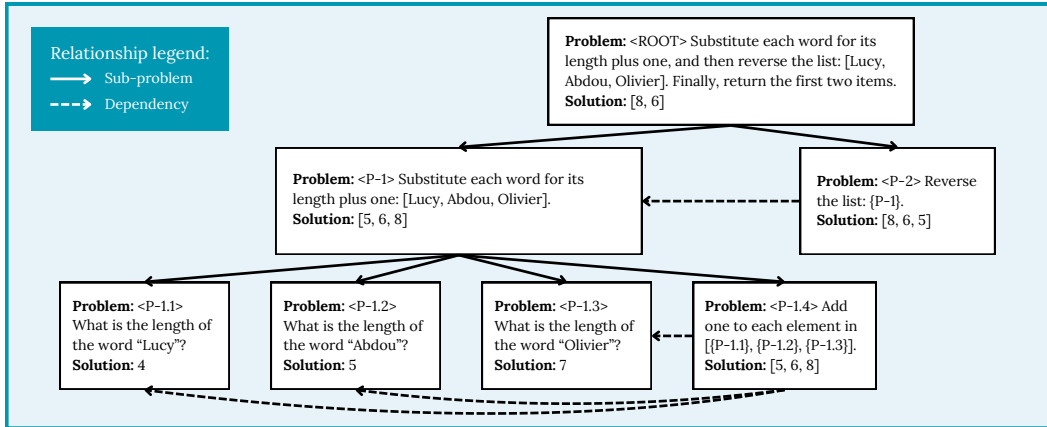 Relationship legend:
Sub-problem
Dependency
Problem: <ROOT> Substitute each word for its
length plus one, and then reverse the list: [Lucy,
Abdou, Olivier]. Finally, return the first two items.
Solution: [8, 6]
Problem: <P-1> Substitute each word for its
length plus one: [Lucy, Abdou, Olivier].
Solution: [5, 6, 8]
Problem: <P-2> Reverse
the list: {P-1}.
Solution: [8, 6, 5]
Problem: <P-1.1>
What is the length of
the word “Lucy”?
Solution: 4
Problem: <P-1.2>
What is the length of
the word “Abdou”?
Solution: 5
Problem: <P-1.3>
What is the length of
the word “Olivier”?
Solution: 7
Problem: <P-1.4> Add
one to each element in
[{P-1.1}, {P-1.2}, {P-1.3}].
Solution: [5, 6, 8]